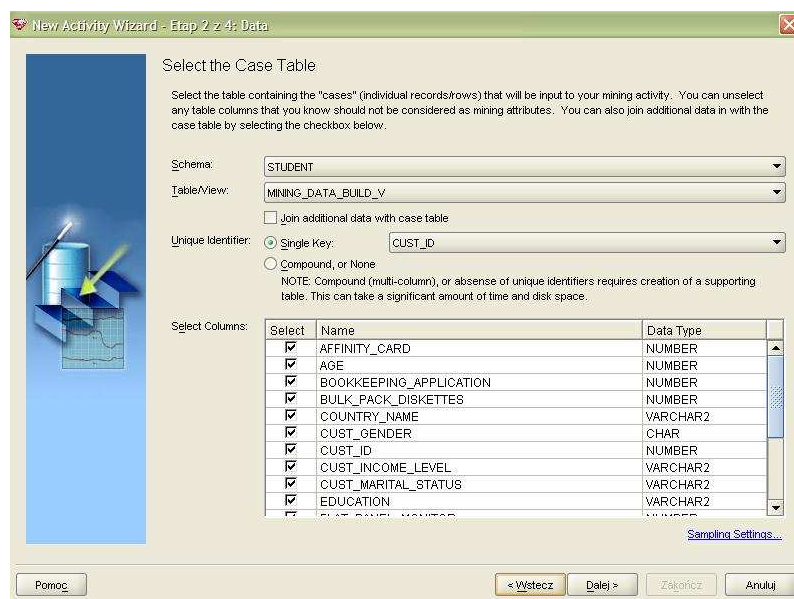 New Activity Wizard - Etap 2 z 4: Data
Select the Case Table
Select the table containing the "cases" (individual records/rows) that will be input to your mining activity. You can unselect
any table columns that you know should not be considered as mining attributes. You can also join additional data in with the
case table by selecting the checkbox below.
Schema: STUDENT
Table/View: MINING_DATA_BUILD_V
Join additional data with case table
Unique Identifier: Single Key: CUST_ID
Compound, or None
NOTE: Compound (multi-column), or absence of unique identifiers requires creation of a supporting
table. This can take a significant amount of time and disk space.
Select Columns: Select Name Data Type
AFFINITY_CARD NUMBER
AGE NUMBER
BOOKKEEPING_APPLICATION NUMBER
BULK_PACK_DISKETTES NUMBER
COUNTRY_NAME VARCHAR2
CUST_GENDER CHAR
CUST_ID NUMBER
CUST_INCOME_LEVEL VARCHAR2
CUST_MARITAL_STATUS VARCHAR2
EDUCATION VARCHAR2
Sampling Settings...
Pomoc < Wstecz Dalej > Zakończ Anuluj